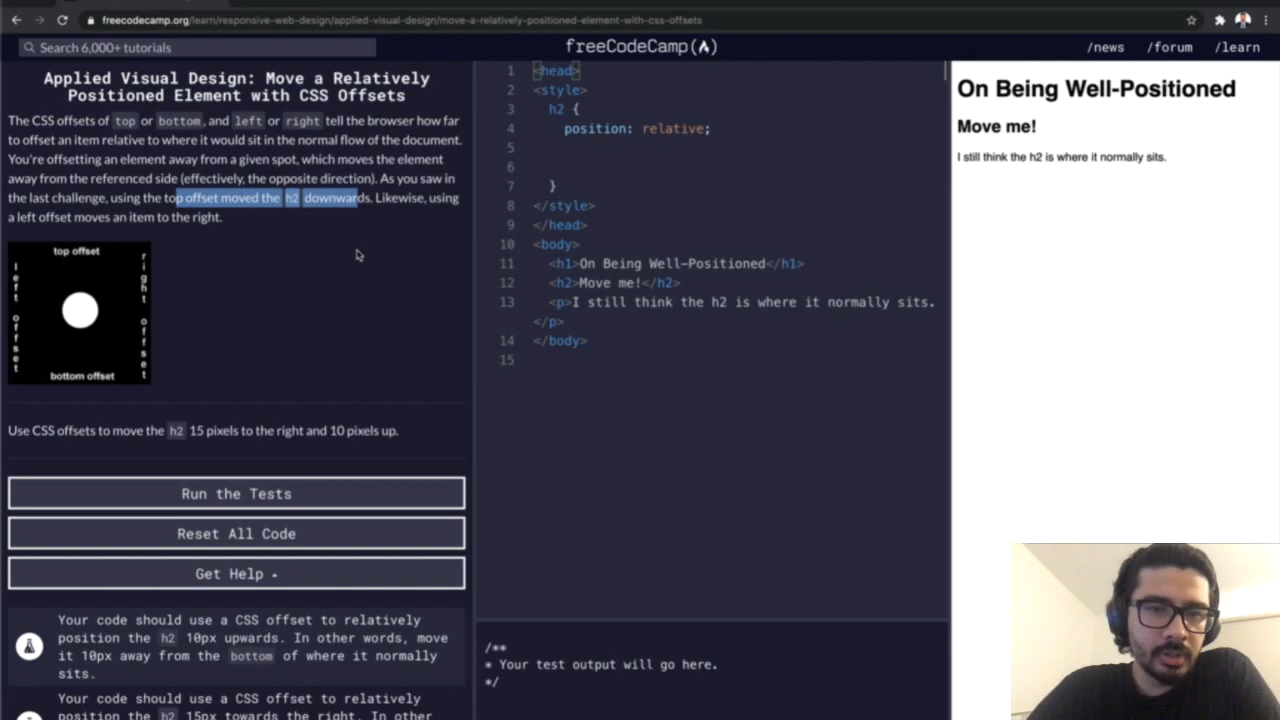 freecodecamp.org/learn/responsive-web-design/applied-visual-design/move-a-relatively-positioned-element-with-css-offsets
Search 6,000+ tutorials
freeCodeCamp
/news
/forum
/learn
Applied Visual Design: Move a Relatively
Positioned Element with CSS Offsets
The CSS offsets of top or bottom, and left or right tell the browser how far
to offset an item relative to where it would sit in the normal flow of the document.
You're offsetting an element away from a given spot, which moves the element
away from the referenced side (effectively, the opposite direction). As you saw in
the last challenge, using the top offset moved the h2 downwards. Likewise, using
a left offset moves an item to the right.
top offset
left offset
right offset
bottom offset
Use CSS offsets to move the h2 15 pixels to the right and 10 pixels up.
Run the Tests
Reset All Code
Get Help
Your code should use a CSS offset to relatively
position the h2 10px upwards. In other words, move
it 10px away from the bottom of where it normally
sits.
Your code should use a CSS offset to relatively
position the h2 15px towards the right. In other
1 <head>
2 <style>
3 h2 {
4 position: relative;
5
6
7 }
8 </style>
9 </head>
10 <body>
11 <h1>On Being Well-Positioned</h1>
12 <h2>Move me!</h2>
13 <p>I still think the h2 is where it normally sits.
</p>
14 </body>
15
/**
* Your test output will go here.
*/
On Being Well-Positioned
Move me!
I still think the h2 is where it normally sits.